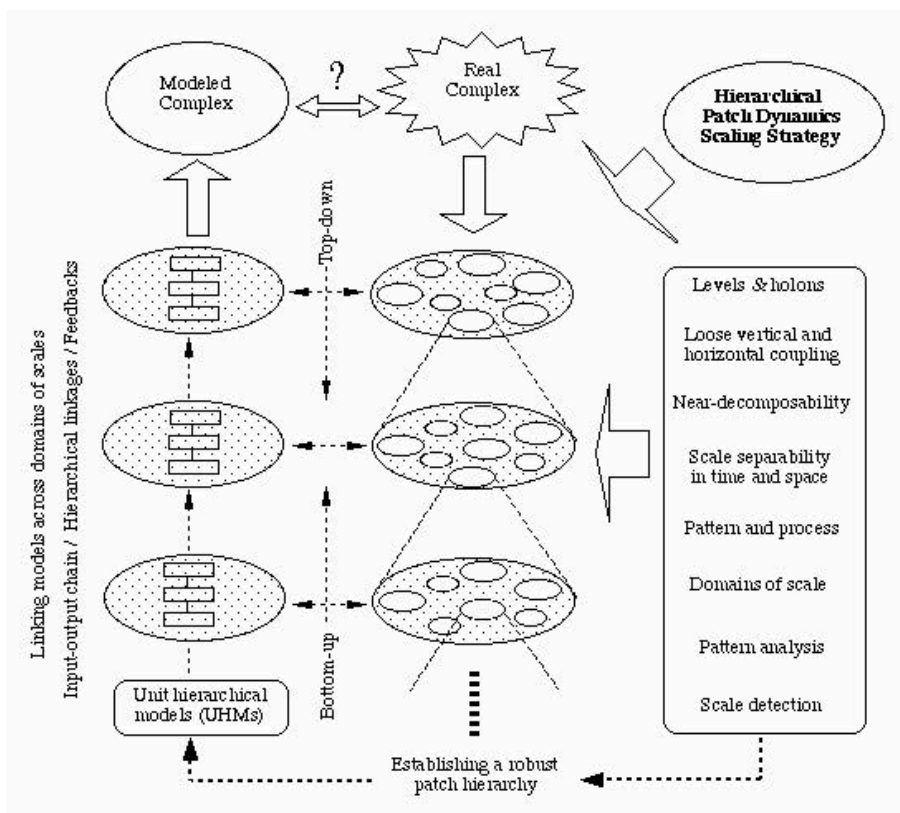 Modeled
Complex
?
Real
Complex
Hierarchical
Patch Dynamics
Scaling Strategy
Top-down
Bottom-up
Linking models across domains of scales
Input-output chain / Hierarchical linkages / Feedbacks
Levels & holons
Loose vertical and
horizontal coupling
Near-decomposability
Scale separability
in time and space
Pattern and process
Domains of scale
Pattern analysis
Scale detection
Unit hierarchical
models (UHMs)
Establishing a robust
patch hierarchy